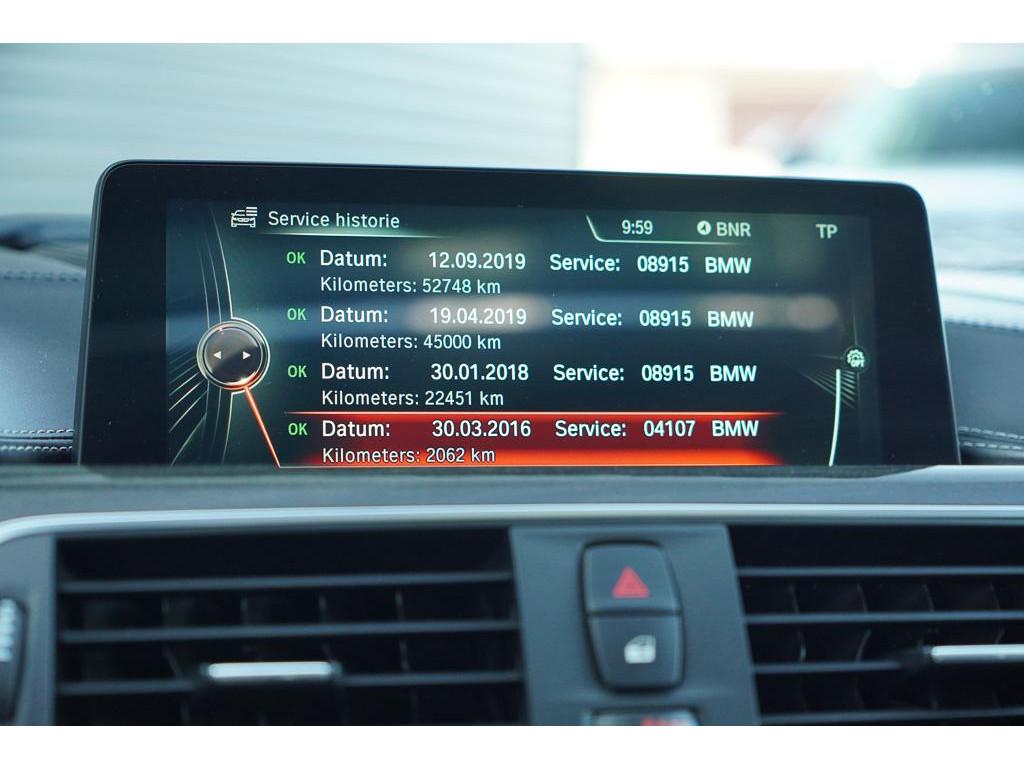 Service historie
9:59 BNR TP
OK Datum: 12.09.2019 Service: 08915 BMW
Kilometers: 52748 km
OK Datum: 19.04.2019 Service: 08915 BMW
Kilometers: 45000 km
OK Datum: 30.01.2018 Service: 08915 BMW
Kilometers: 22451 km
OPT
OK Datum: 30.03.2016 Service: 04107 BMW
Kilometers: 2062 km